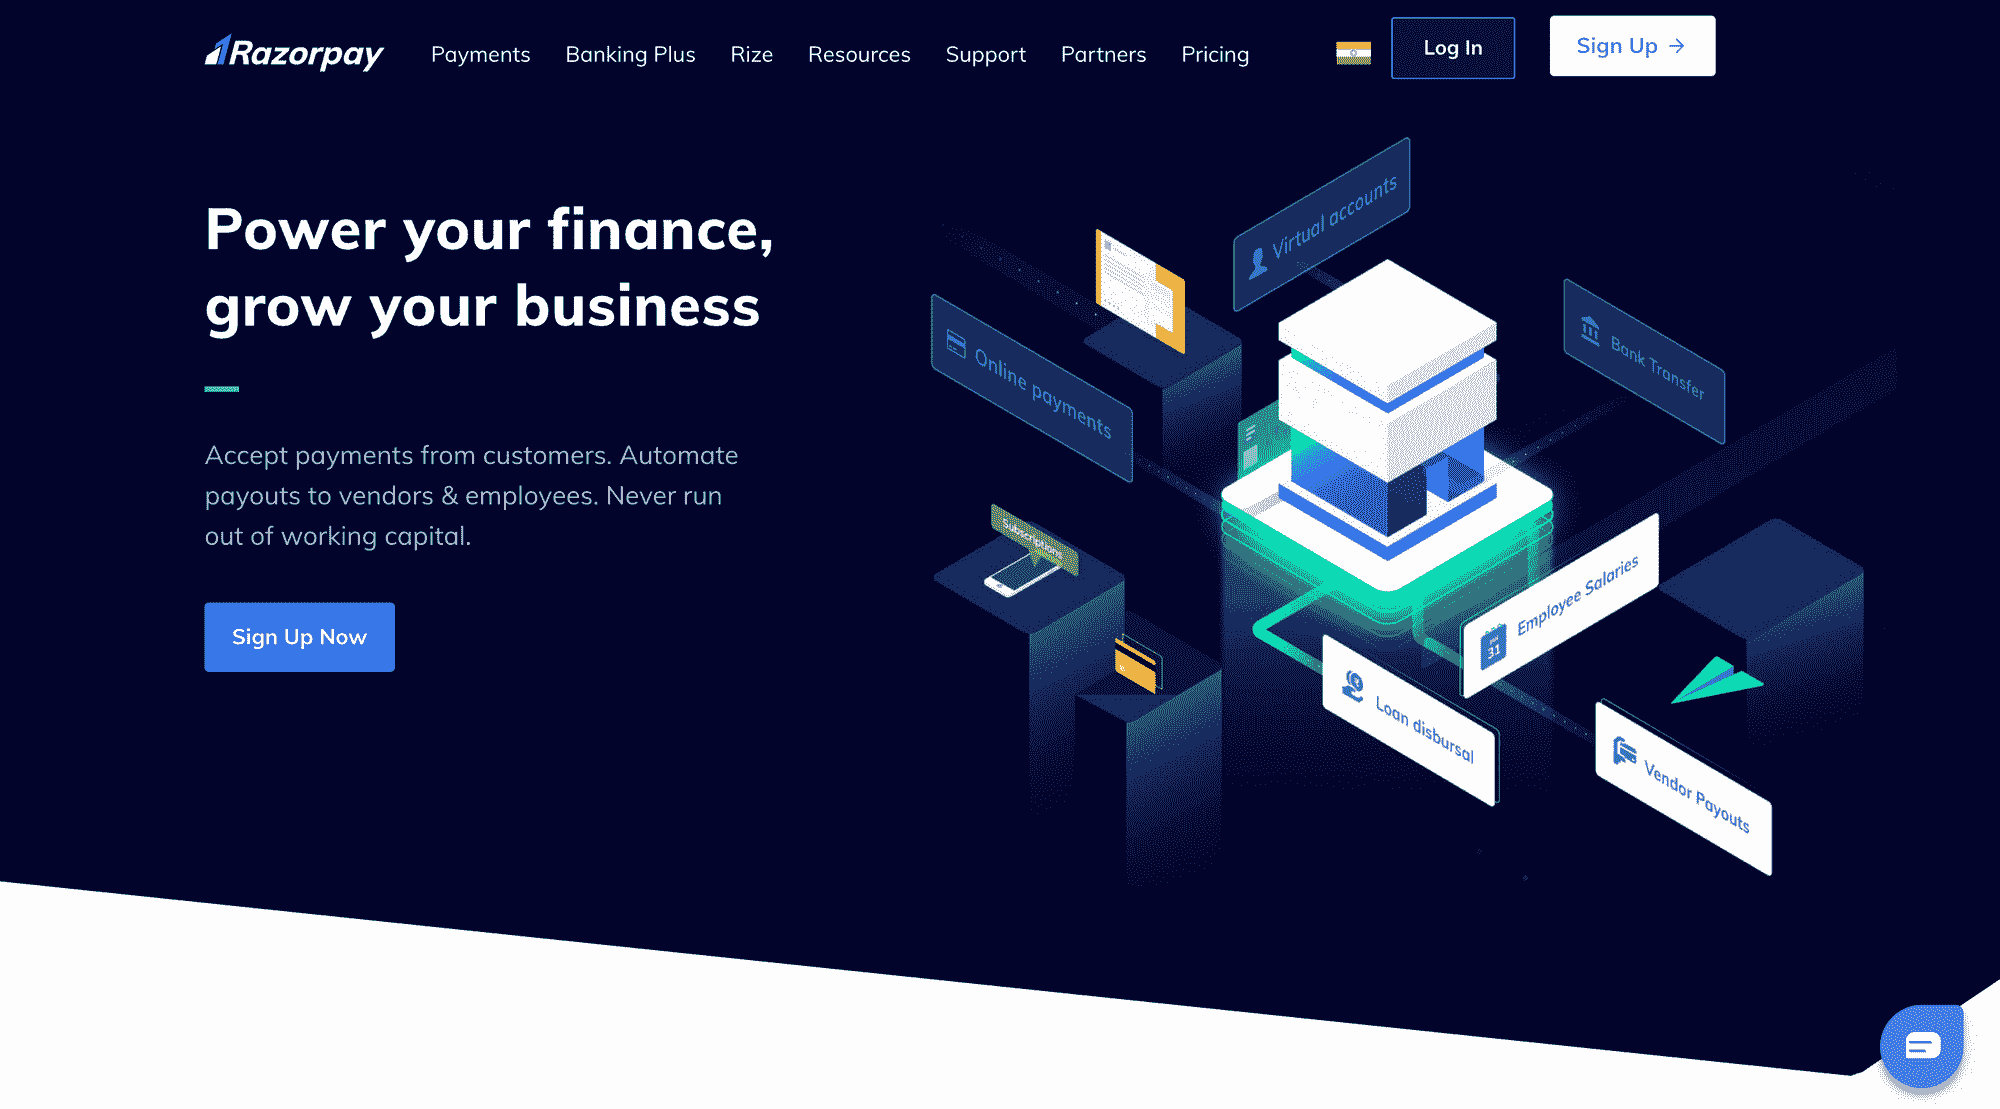 Razorpay
Payments
Banking Plus
Rize
Resources
Support
Partners
Pricing
Log In
Sign Up →
Power your finance,
grow your business
Accept payments from customers. Automate
payouts to vendors & employees. Never run
out of working capital.
Sign Up Now
Virtual accounts
Bank Transfer
Online payments
Subscriptions
Employee Salaries
31
Loan disbursal
Vendor Payouts